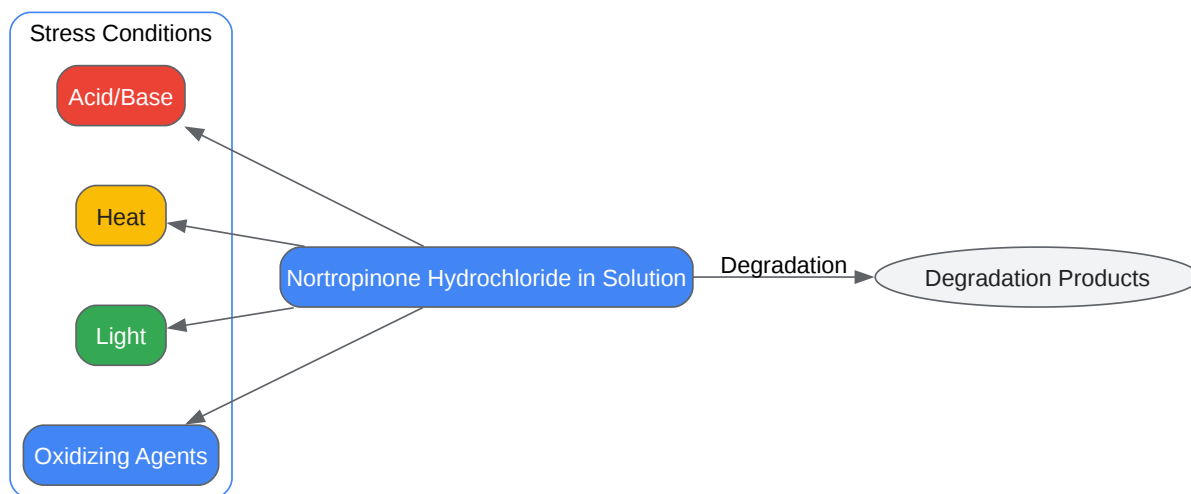 Stress Conditions
Acid/Base
Heat
Light
Oxidizing Agents
Nortropinone Hydrochloride in Solution
Degradation
Degradation Products